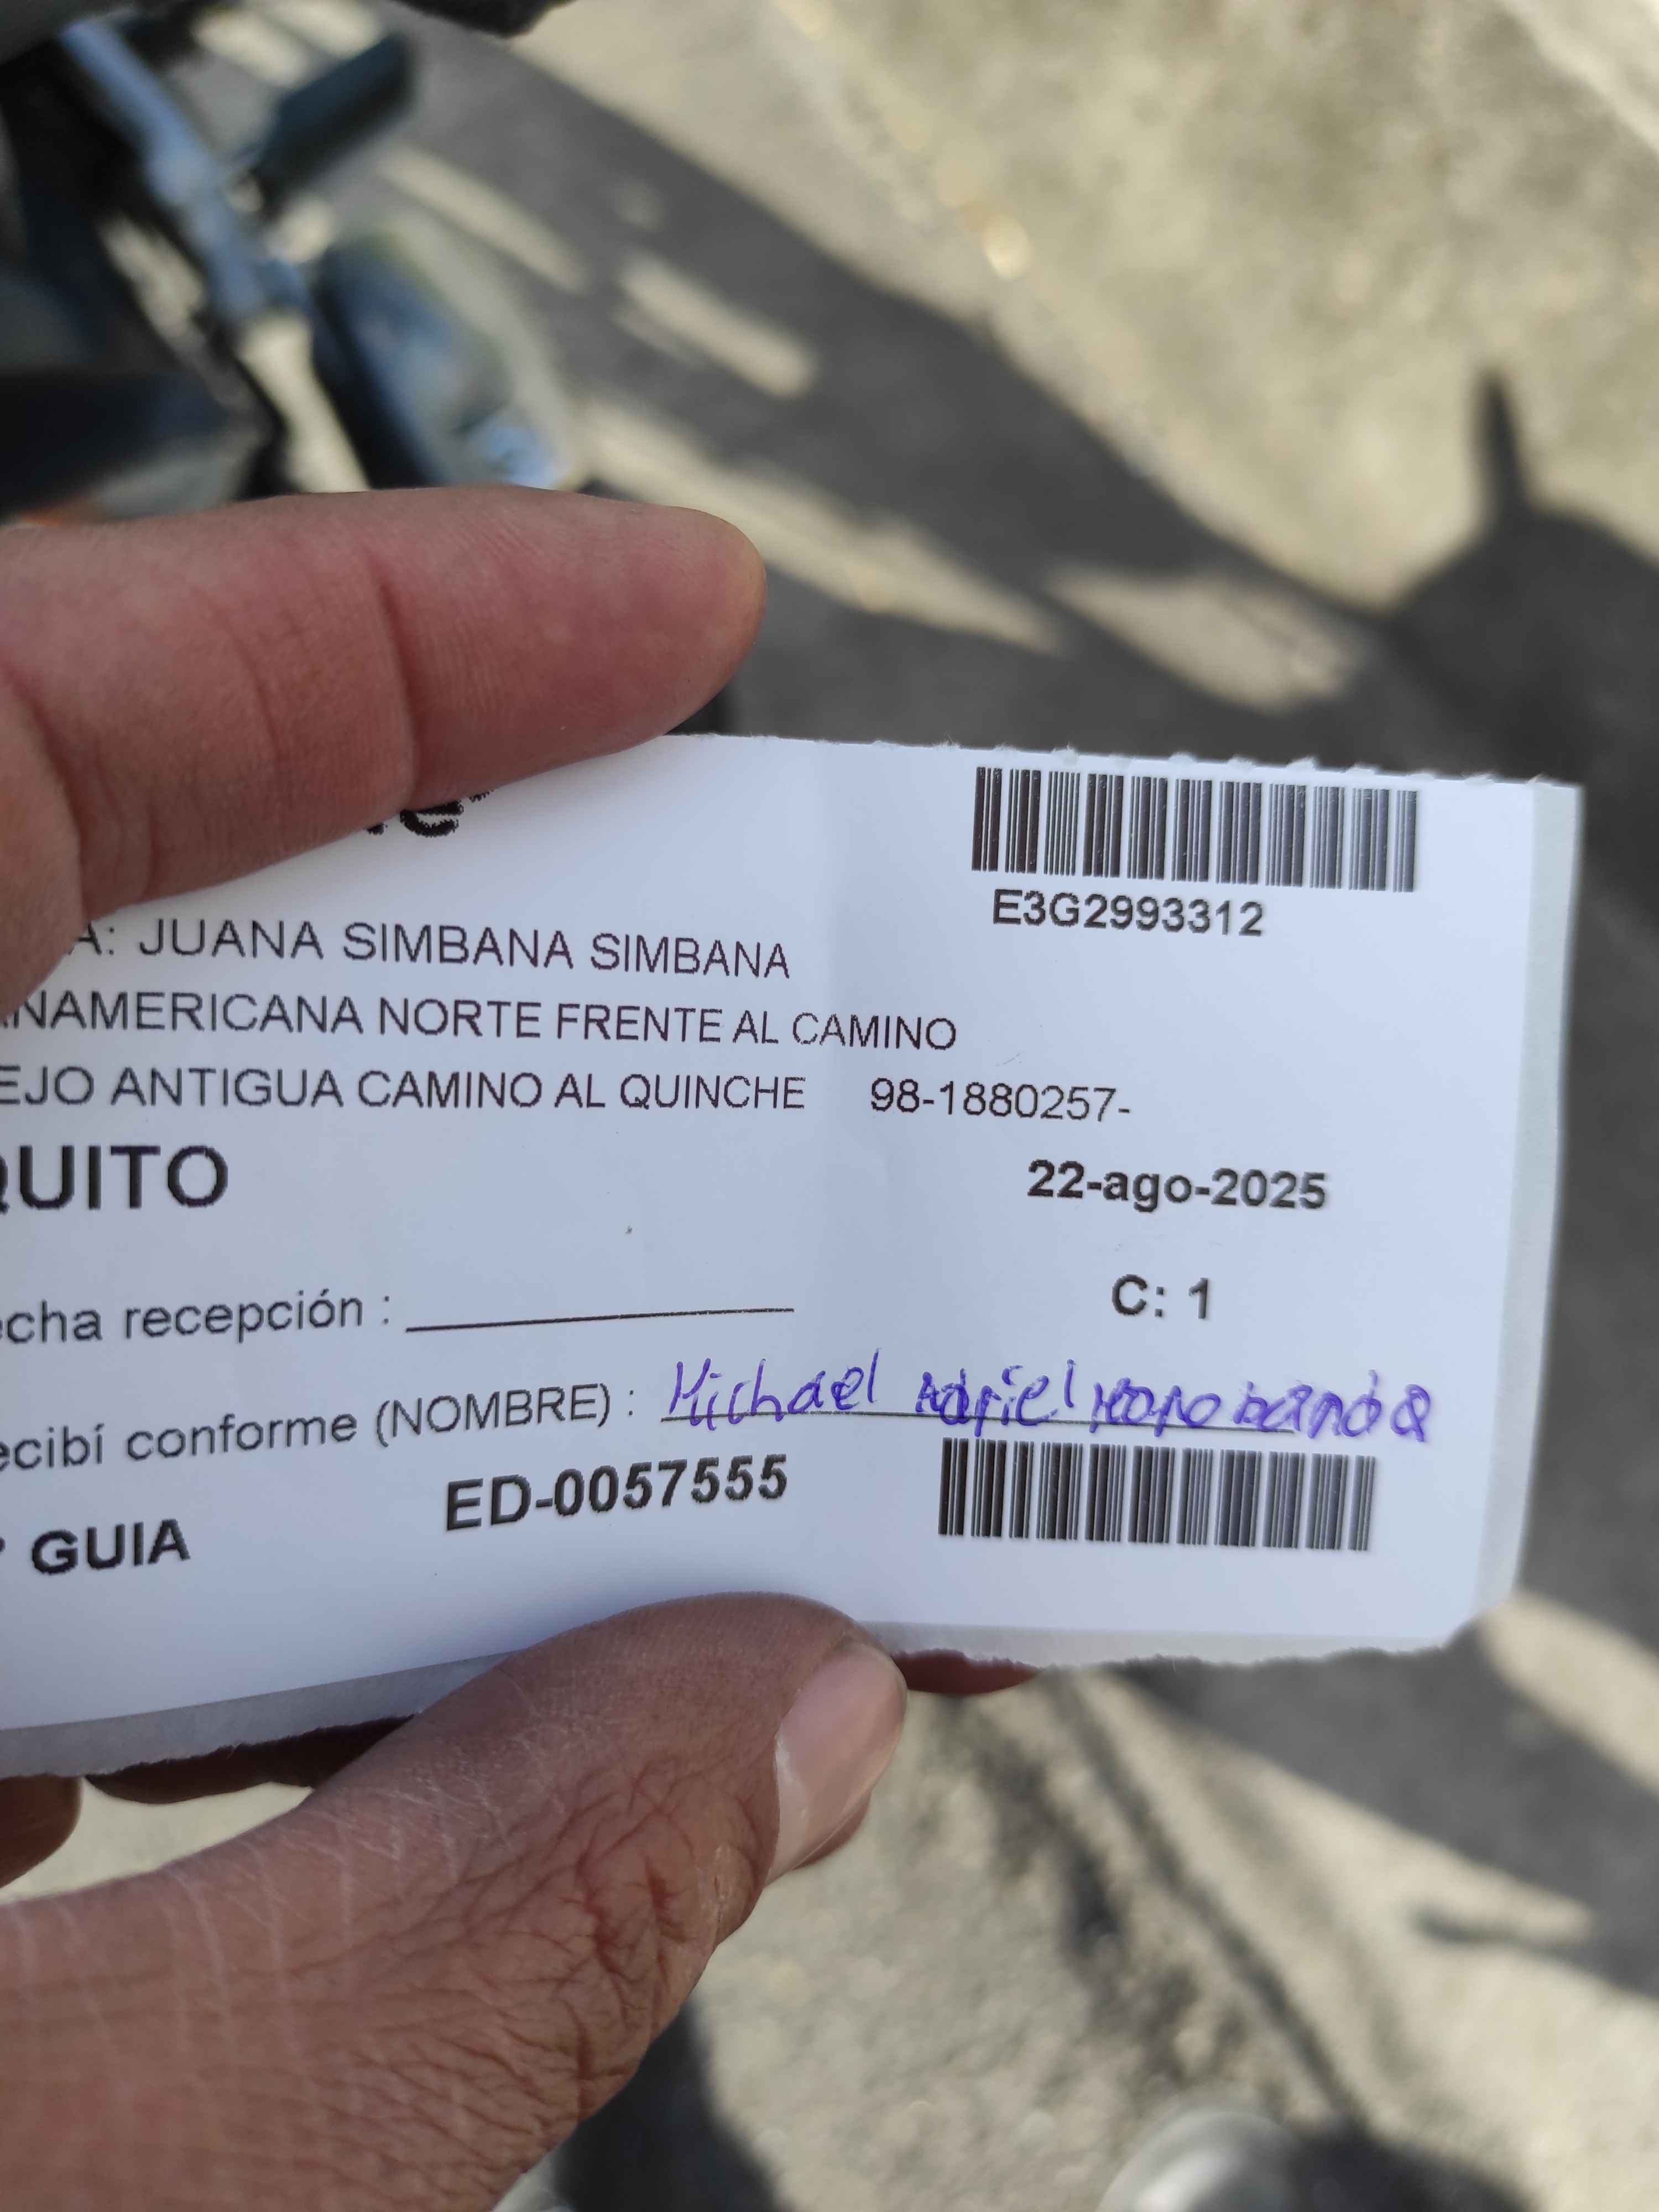 E3G2993312
A: JUANA SIMBANA SIMBANA
NAMERICANA NORTE FRENTE AL CAMINO
EJO ANTIGUA CAMINO AL QUINCHE 98-1880257-
QUITO 22-ago-2025
echa recepción : C: 1
ecibí conforme (NOMBRE) : Michael
GUIA ED-0057555